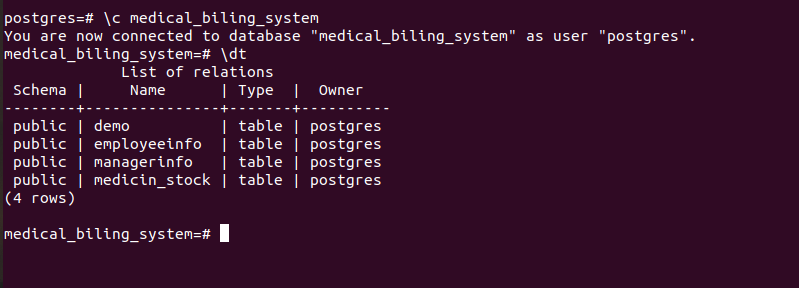 postgres=# \c medical_biling_system
You are now connected to database "medical_biling_system" as user "postgres".
medical_biling_system=# \dt
             List of relations
 Schema |     Name      | Type  |  Owner
--------+---------------+-------+----------
 public | demo          | table | postgres
 public | employeeinfo  | table | postgres
 public | managerinfo   | table | postgres
 public | medicin_stock | table | postgres
(4 rows)
medical_biling_system=#